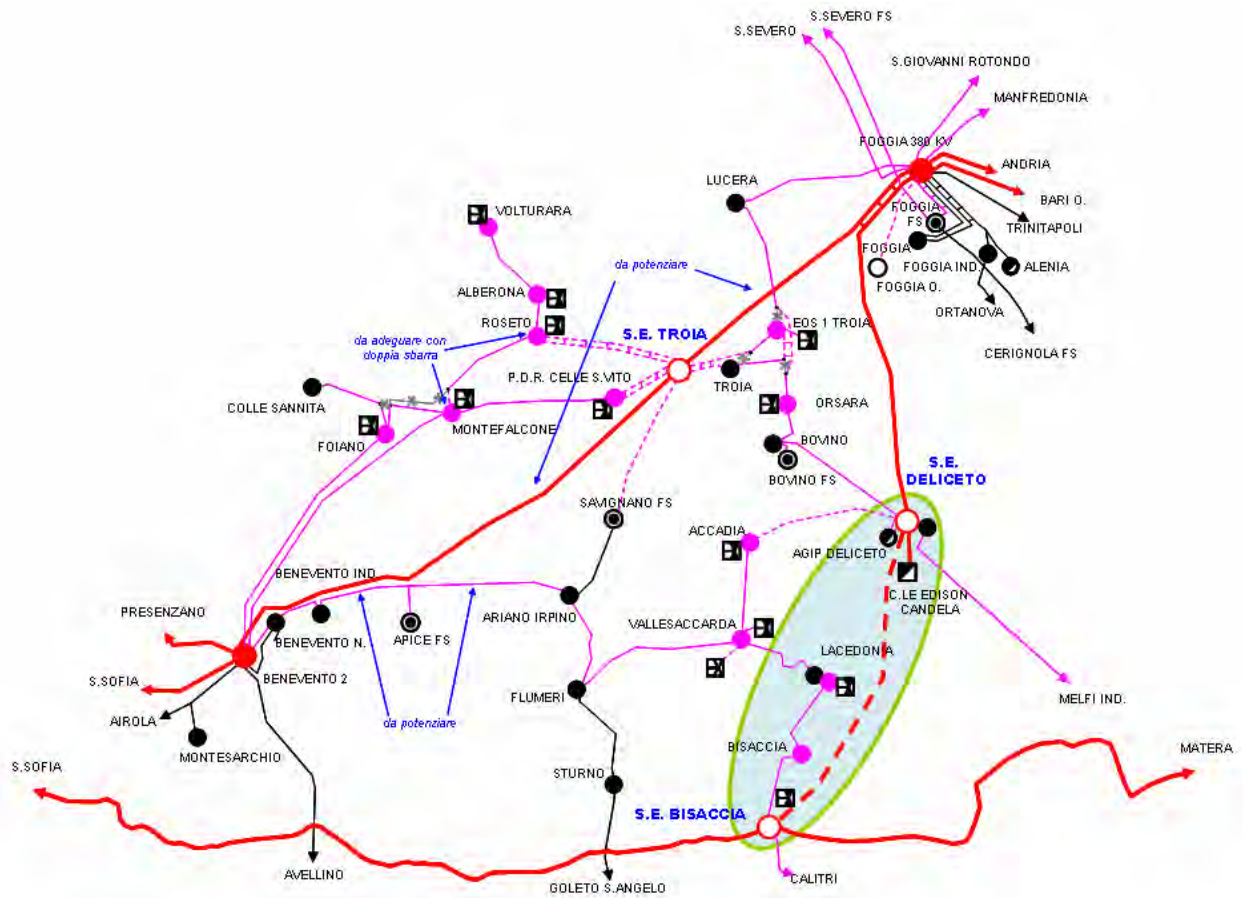 S.SEVERO FS
S.SEVERO
S.GIOVANNI ROTONDO
MANFREDONIA
FOGGIA 380 KV
ANDRIA
LUCERA
BARI O.
VOLTURARA
FOGGIA
FS
TRINITAPOLI
FOGGIA
da potenziare
FOGGIA IND.
ALENIA
FOGGIA O.
ALBERONA
ORTANOVA
ROSETO
EOS 1 TROIA
S.E. TROIA
da adeguare con
doppia sbarra
CERIGNOLA FS
P.D.R. CELLE S.VITO
TROIA
COLLE SANNITA
ORSARA
MONTEFALCONE
FOIANO
BOVINO
S.E.
DELICETO
BOVINO FS
SAVIGNANO FS
ACCADIA
AGIP DELICETO
BENEVENTO IND.
C.LE EDISON
CANDELA
PRESENZANO
ARIANO IRPINO
VALLESACCARDA
BENEVENTO N.
APICE FS
LACEDONIA
BENEVENTO 2
S.SOFIA
FLUMERI
MELFI IND.
AIROLA
da potenziare
BISACCIA
MATERA
MONTESARCHIO
S.SOFIA
STURNO
S.E. BISACCIA
AVELLINO
CALITRI
GOLETO S.ANGELO